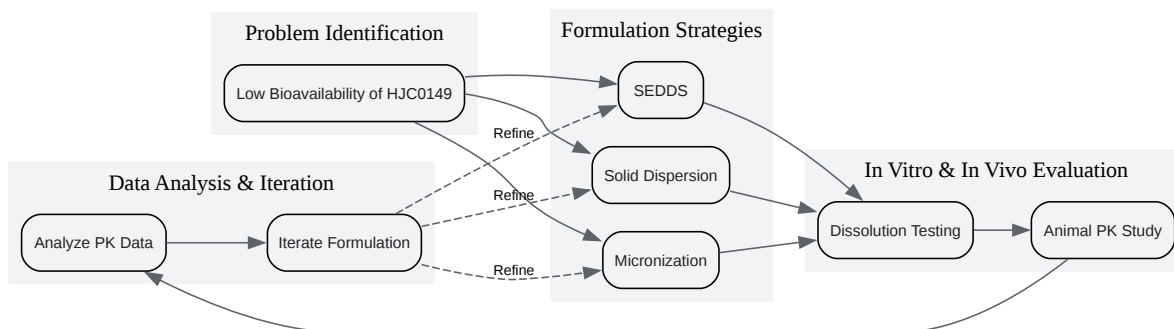 Problem Identification
Low Bioavailability of HJC0149
Formulation Strategies
SEDDS
Solid Dispersion
Micronization
Refine
Refine
Refine
Data Analysis & Iteration
Analyze PK Data
Iterate Formulation
In Vitro & In Vivo Evaluation
Dissolution Testing
Animal PK Study